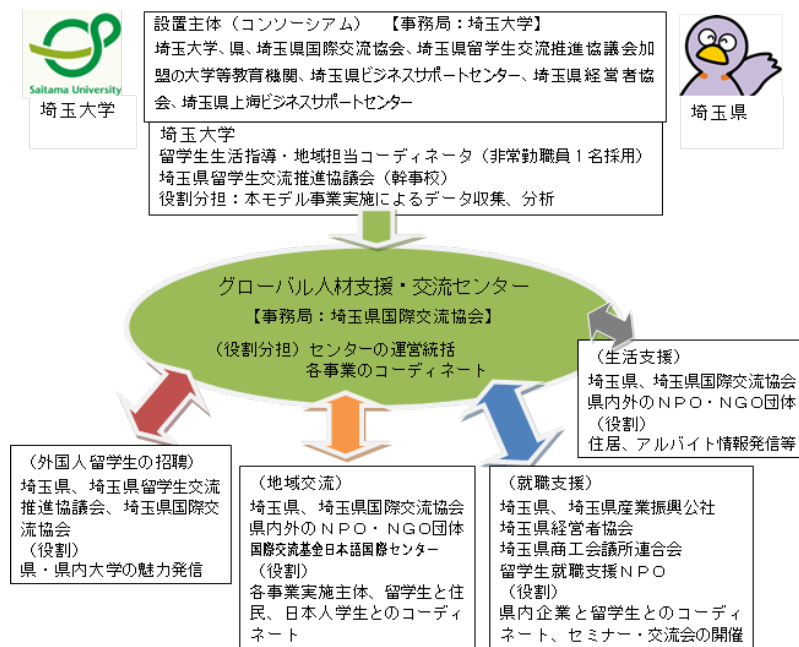 設置主体（コンソーシアム）　【事務局：埼玉大学】
埼玉大学、県、埼玉県国際交流協会、埼玉県留学生交流推進協議会加
盟の大学等教育機関、埼玉県ビジネスサポートセンター、埼玉県経営者協
会、埼玉県上海ビジネスサポートセンター
Saitama University
埼玉大学
埼玉県
埼玉大学
留学生生活指導・地域担当コーディネータ（非常勤職員１名採用）
埼玉県留学生交流推進協議会（幹事校）
役割分担：本モデル事業実施によるデータ収集、分析
グローバル人材支援・交流センター
【事務局：埼玉県国際交流協会】
（役割分担）センターの運営統括
各事業のコーディネート
（生活支援）
埼玉県、埼玉県国際交流協会
県内外のＮＰＯ・ＮＧＯ団体
（役割）
住居、アルバイト情報発信等
（外国人留学生の招聘）
埼玉県、埼玉県留学生交流
推進協議会、埼玉県国際交
流協会
（役割）
県・県内大学の魅力発信
（地域交流）
埼玉県、埼玉県国際交流協会
県内外のＮＰＯ・ＮＧＯ団体
国際交流基金日本語国際センター
（役割）
各事業実施主体、留学生と住
民、日本人学生とのコーディ
ネート
（就職支援）
埼玉県、埼玉県産業振興公社
埼玉県経営者協会
埼玉県商工会議所連合会
留学生就職支援ＮＰＯ
（役割）
県内企業と留学生とのコーディ
ネート、セミナー・交流会の開催